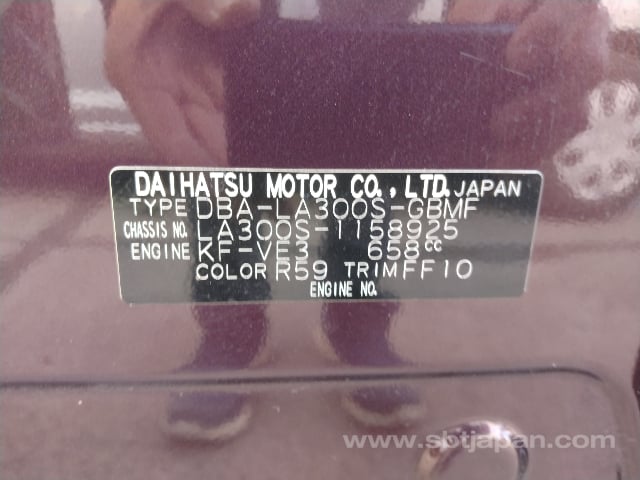 DAIHATSU MOTOR CO., LTD. JAPAN
TYPE DBA-LA300S-GBMF
CHASSIS NO. LA300S-1158925
ENGINE KF-VE3 658cc
COLOR R59 TRIM FF10
ENGINE NO.
www.sbtjapan.com